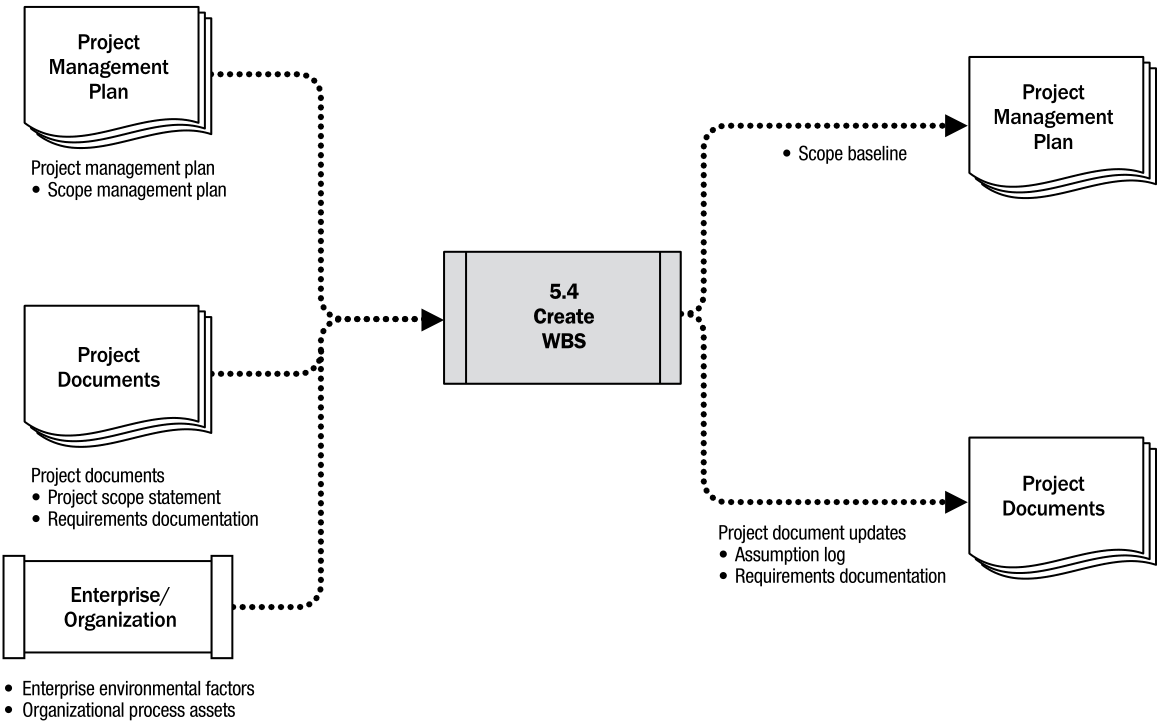 Project
Management
Plan
Project management plan
• Scope management plan
Project
Documents
Project documents
• Project scope statement
• Requirements documentation
Enterprise/
Organization
• Enterprise environmental factors
• Organizational process assets
5.4
Create
WBS
• Scope baseline
Project
Management
Plan
Project document updates
• Assumption log
• Requirements documentation
Project
Documents